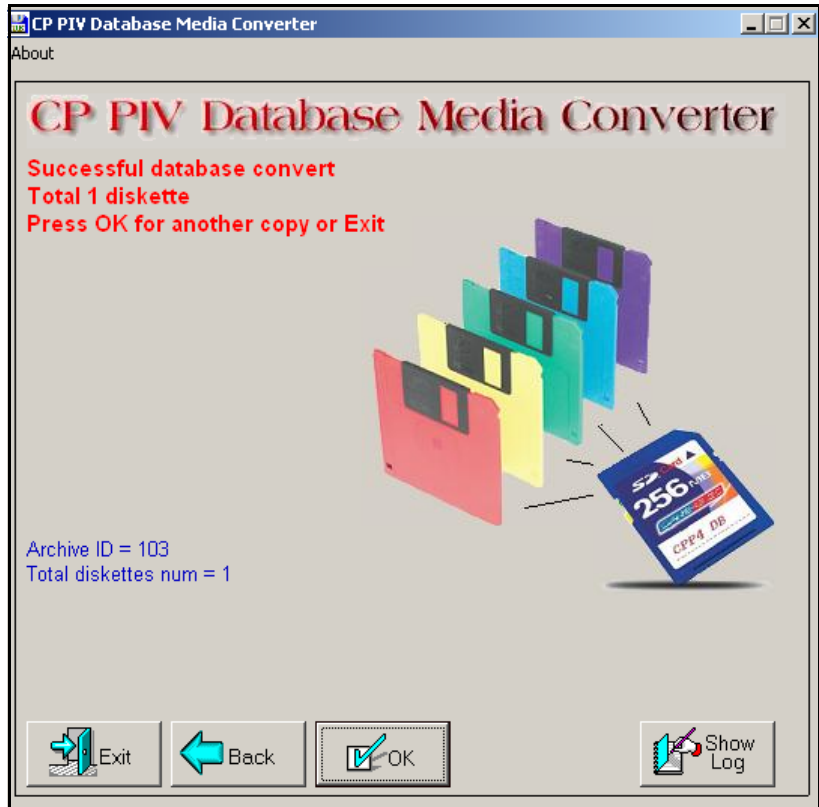 CP PIV Database Media Converter
About
CP PIV Database Media Converter
Successful database convert
Total 1 diskette
Press OK for another copy or Exit
SD Card
256 MB
CPP4 DB
Archive ID = 103
Total diskettes num = 1
Exit
Back
OK
Show
Log